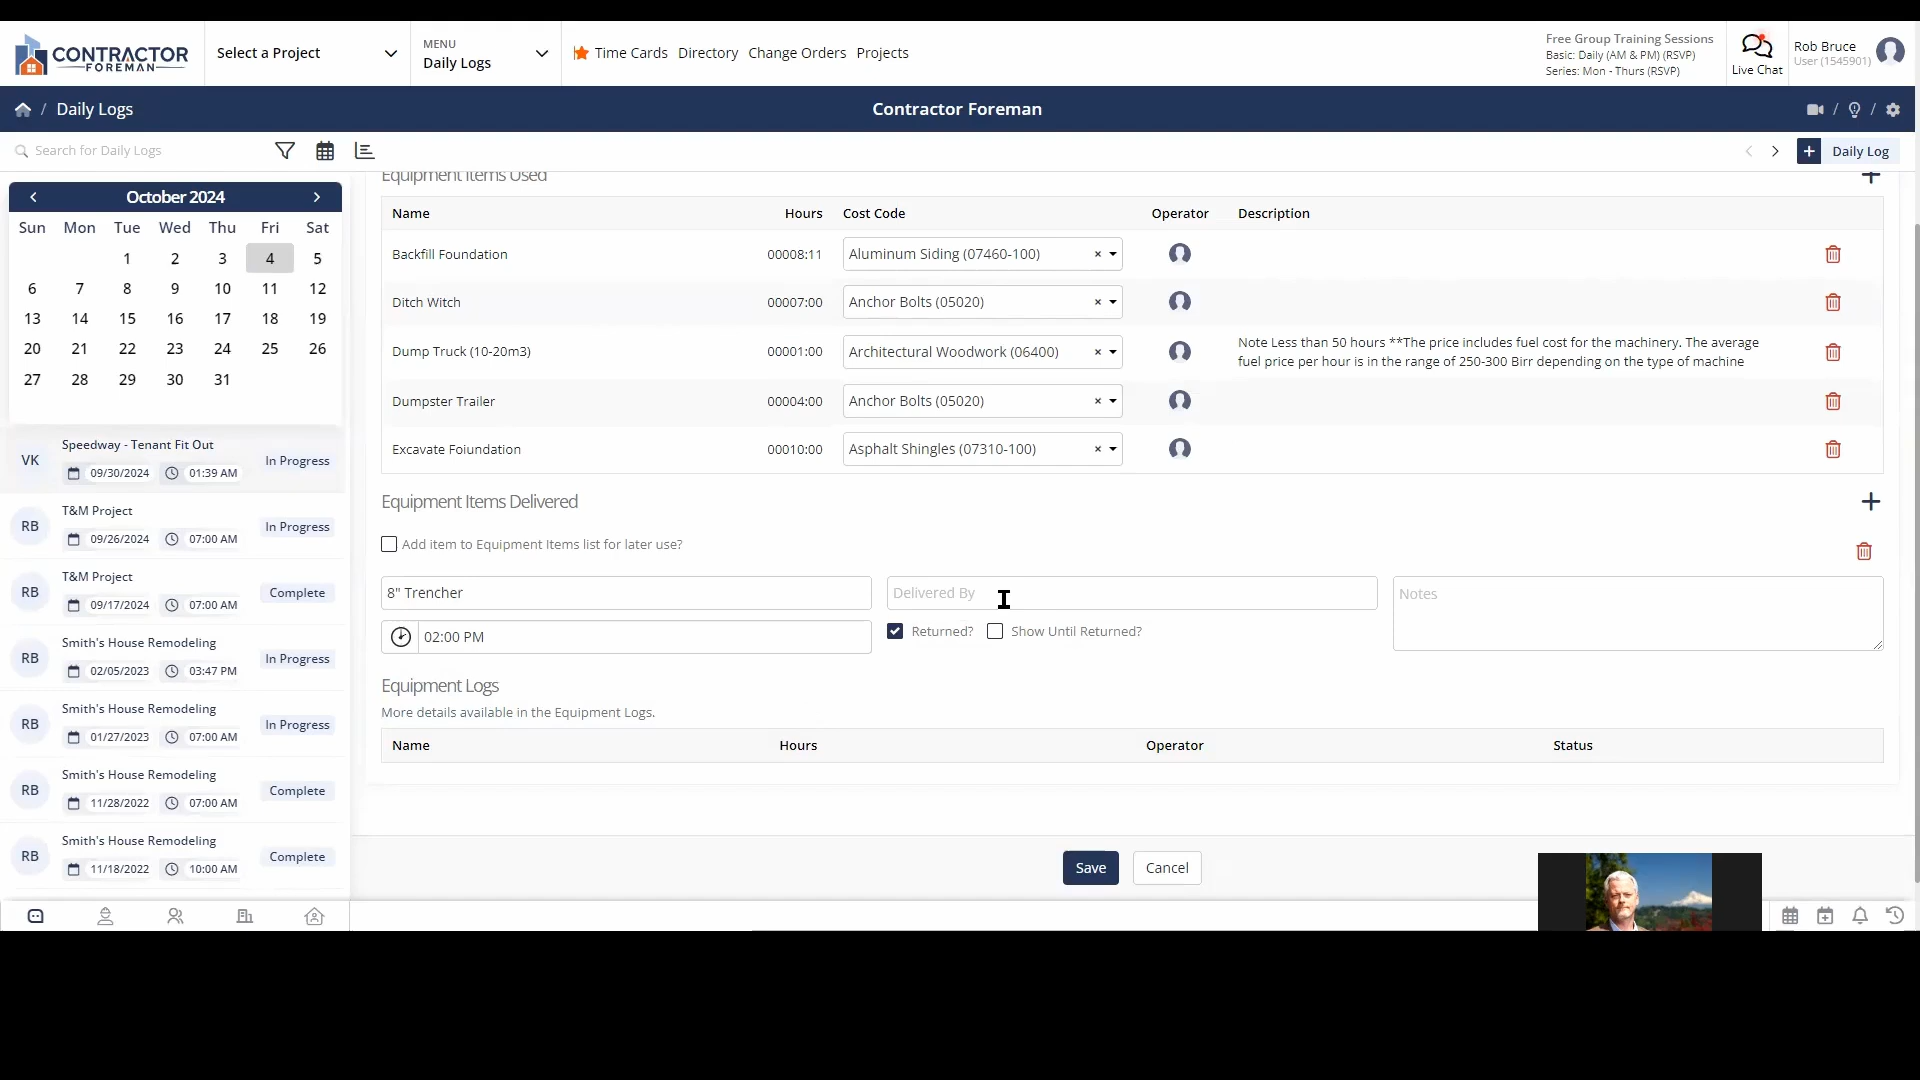 CONTRACTOR
FOREMAN
Select a Project
MENU
Daily Logs
Time Cards Directory Change Orders Projects
Free Group Training Sessions
Basic: Daily (AM & PM) (RSVP)
Series: Mon - Thurs (RSVP)
Live Chat
Rob Bruce
User (1545901)
/ Daily Logs
Contractor Foreman
/ /
Search for Daily Logs
Daily Log
October 2024
Sun Mon Tue Wed Thu Fri Sat
1 2 3 4 5
6 7 8 9 10 11 12
13 14 15 16 17 18 19
20 21 22 23 24 25 26
27 28 29 30 31
VK
Speedway - Tenant Fit Out
09/30/2024 01:39 AM
In Progress
RB
T&M Project
09/26/2024 07:00 AM
In Progress
RB
T&M Project
09/17/2024 07:00 AM
Complete
RB
Smith's House Remodeling
02/05/2023 03:47 PM
In Progress
RB
Smith's House Remodeling
01/27/2023 07:00 AM
In Progress
RB
Smith's House Remodeling
11/28/2022 07:00 AM
Complete
RB
Smith's House Remodeling
11/18/2022 10:00 AM
Complete
Equipment Items Used
Name Hours Cost Code Operator Description
Backfill Foundation 00008:11 Aluminum Siding (07460-100)
Ditch Witch 00007:00 Anchor Bolts (05020)
Dump Truck (10-20m3) 00001:00 Architectural Woodwork (06400)
Note Less than 50 hours **The price includes fuel cost for the machinery. The average
fuel price per hour is in the range of 250-300 Birr depending on the type of machine
Dumpster Trailer 00004:00 Anchor Bolts (05020)
Excavate Foiundation 00010:00 Asphalt Shingles (07310-100)
Equipment Items Delivered
Add item to Equipment Items list for later use?
8" Trencher
Delivered By
Notes
02:00 PM
Returned? Show Until Returned?
Equipment Logs
More details available in the Equipment Logs.
Name Hours Operator Status
Save Cancel